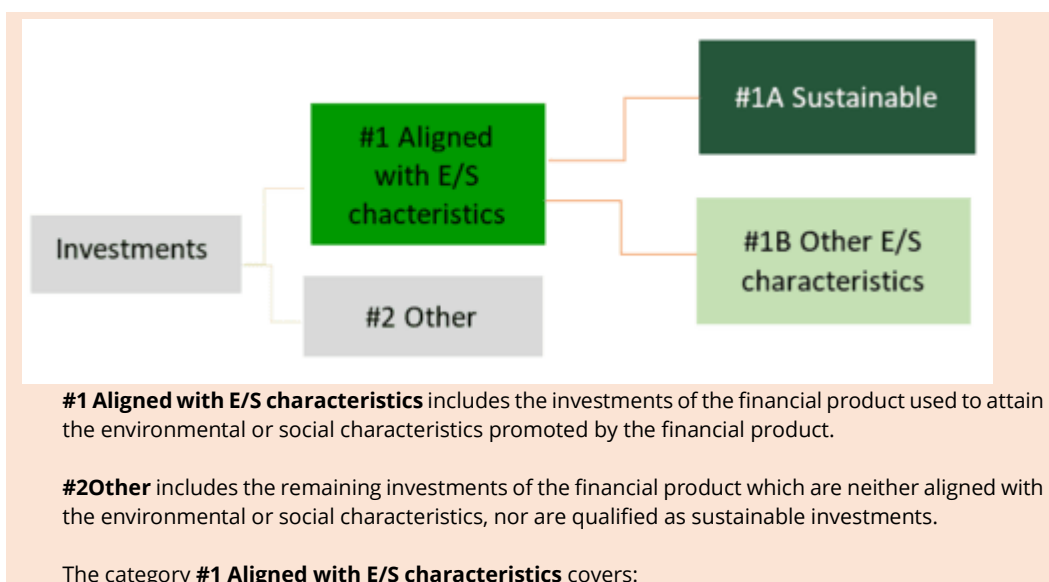 #1A Sustainable
#1 Aligned
with E/S
chacteristics
#1B Other E/S
characteristics
Investments
#2 Other
#1 Aligned with E/S characteristics includes the investments of the financial product used to attain
the environmental or social characteristics promoted by the financial product.
#2Other includes the remaining investments of the financial product which are neither aligned with
the environmental or social characteristics, nor are qualified as sustainable investments.
The category #1 Aligned with E/S characteristics covers: